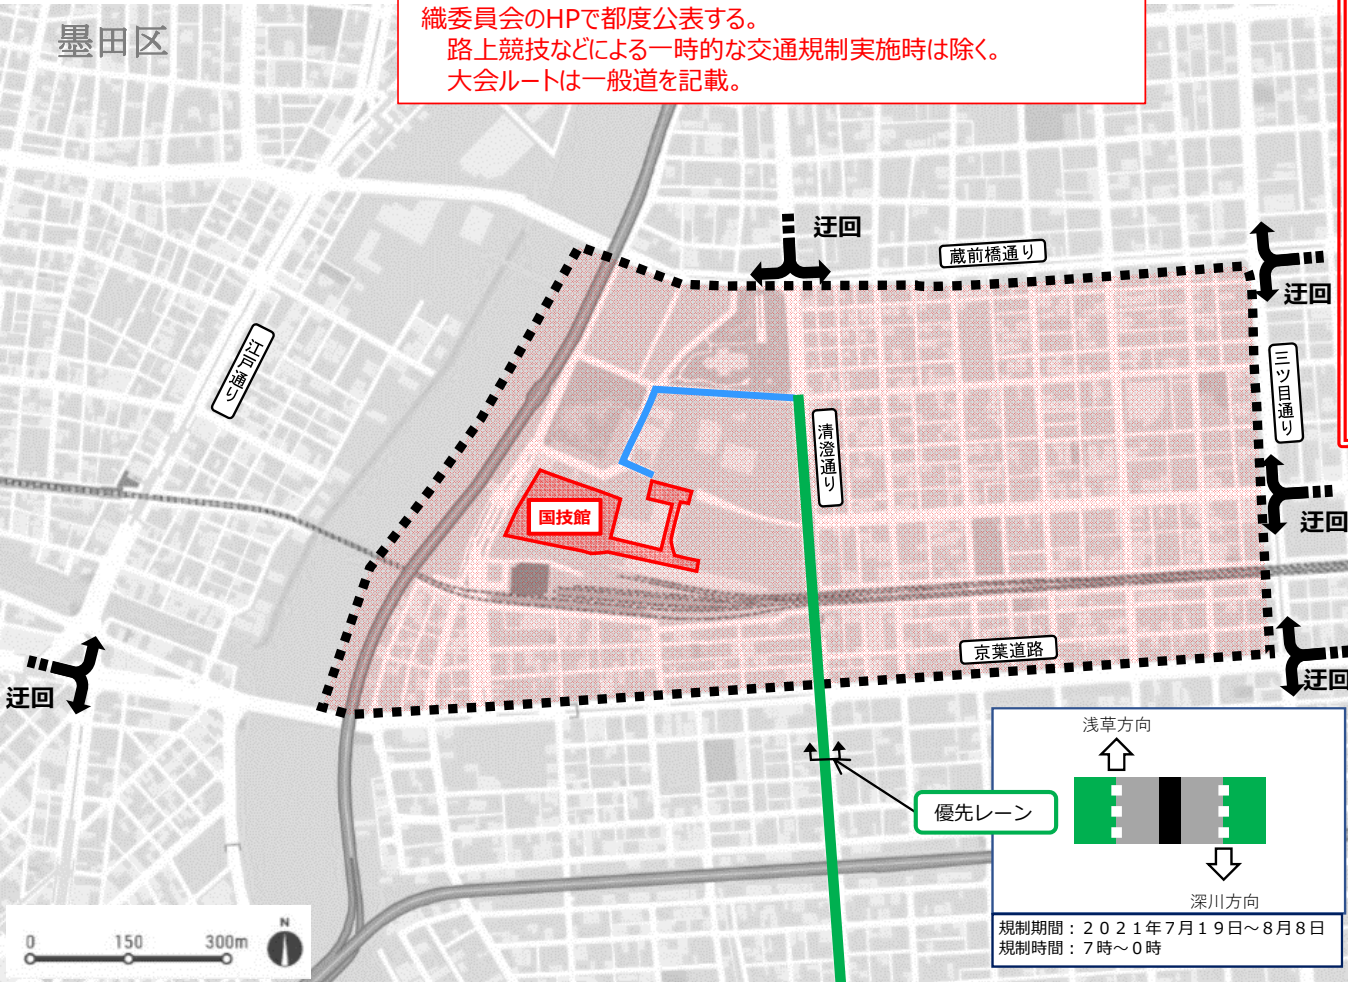 織委員会のHPで都度公表する。
路上競技などによる一時的な交通規制実施時は除く。
大会ルートは一般道を記載。
墨田区
迂回
蔵前橋通り
迂回
江戸通り
三ツ目通り
清澄通り
国技館
迂回
京葉道路
迂回
迂回
浅草方向
優先レーン
深川方向
規制期間：２０２１年７月１９日～８月８日
規制時間：７時～０時
0 150 300m
N